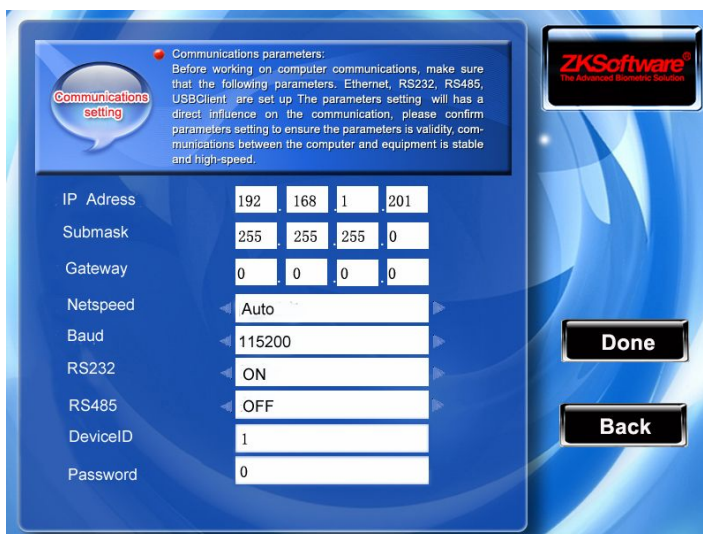 Communications parameters:
Before working on computer communications, make sure
that the following parameters. Ethernet, RS232, RS485,
USBClient are set up The parameters setting will has a
direct influence on the communication, please confirm
parameters setting to ensure the parameters is validity, com-
munications between the computer and equipment is stable
and high-speed.
Communications
setting
ZKSoftware®
The Advanced Biometric Solution
IP Adress 192 . 168 . 1 . 201
Submask 255 . 255 . 255 . 0
Gateway 0 . 0 . 0 . 0
Netspeed Auto
Baud 115200
RS232 ON
RS485 OFF
DeviceID 1
Password 0
Done
Back